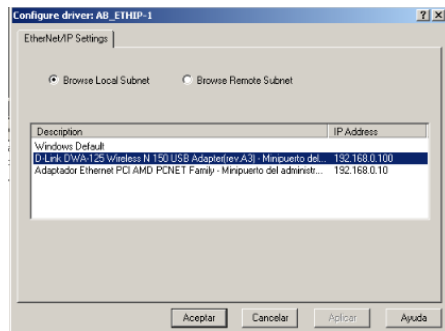 Configure driver: AB_ETHIP-1
EtherNet/IP Settings
Browse Local Subnet Browse Remote Subnet
Description IP Address
Windows Default
D-Link DWA-125 Wireless N 150 USB Adapter(rev.A3) - Minipuerto del... 192.168.0.100
Adaptador Ethernet PCI AMD PCNET Family - Minipuerto del administr... 192.168.0.10
Aceptar Cancelar Aplicar Ayuda